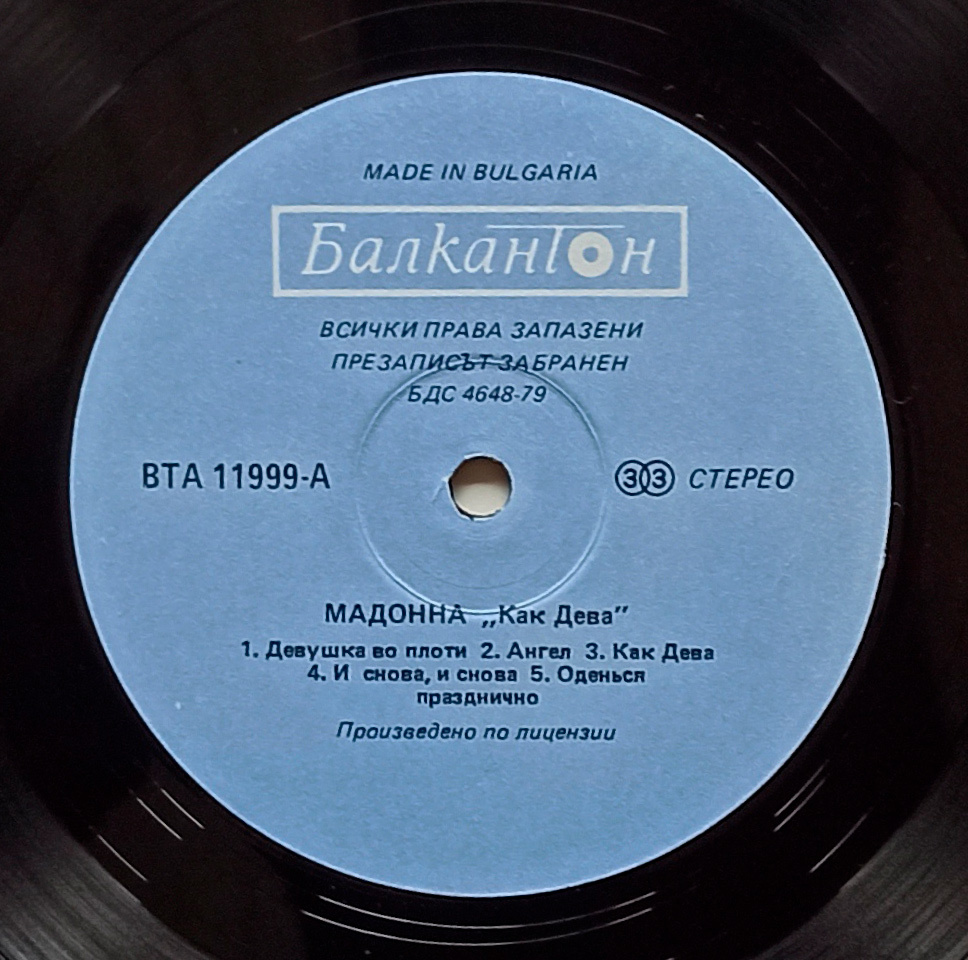 MADE IN BULGARIA
Балкантон
ВСИЧКИ ПРАВА ЗАПАЗЕНИ
ПРЕЗАПИСЪТ ЗАБРАНЕН
БДС 4648-79
ВТА 11999-А
33 СТЕРЕО
МАДОННА „Как Дева”
1. Девушка во плоти 2. Ангел 3. Как Дева
4. И снова, и снова 5. Оденься
празднично
Произведено по лицензии